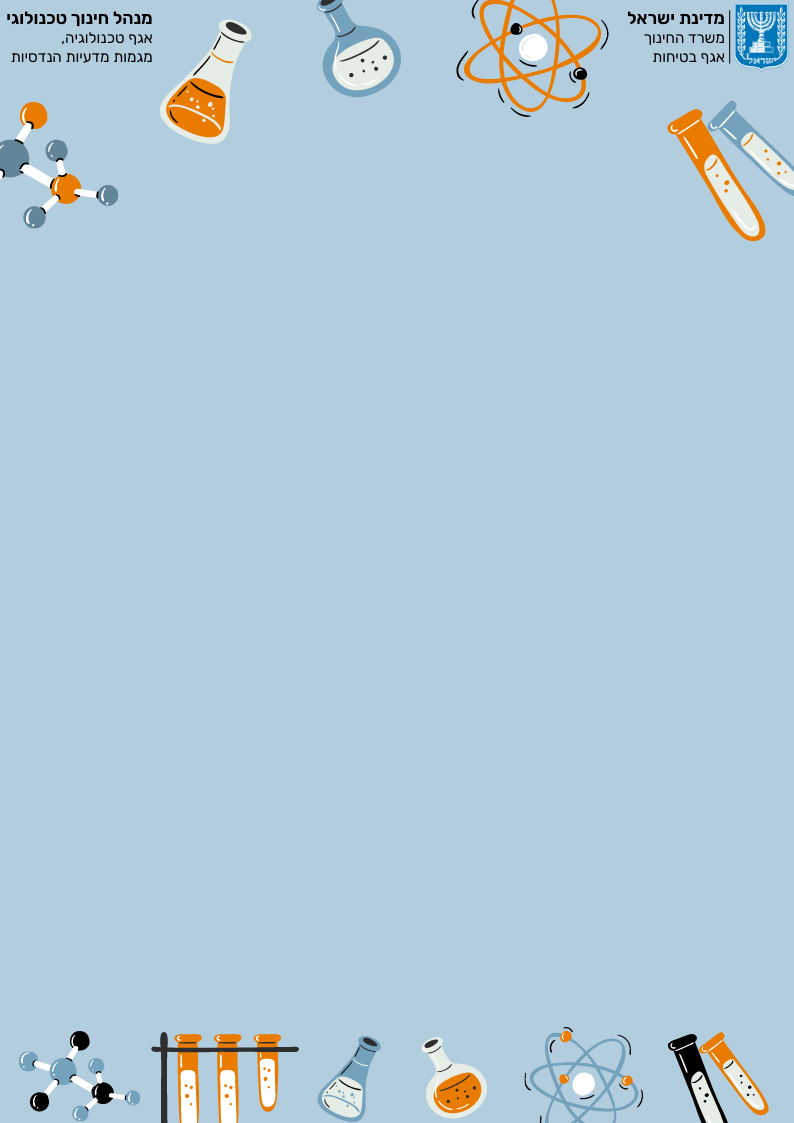 מדינת ישראל
משרד החינוך
אגף בטיחות
מנהל חינוך טכנולוגי
אגף טכנולוגיה,
מגמות מדעיות הנדסיות